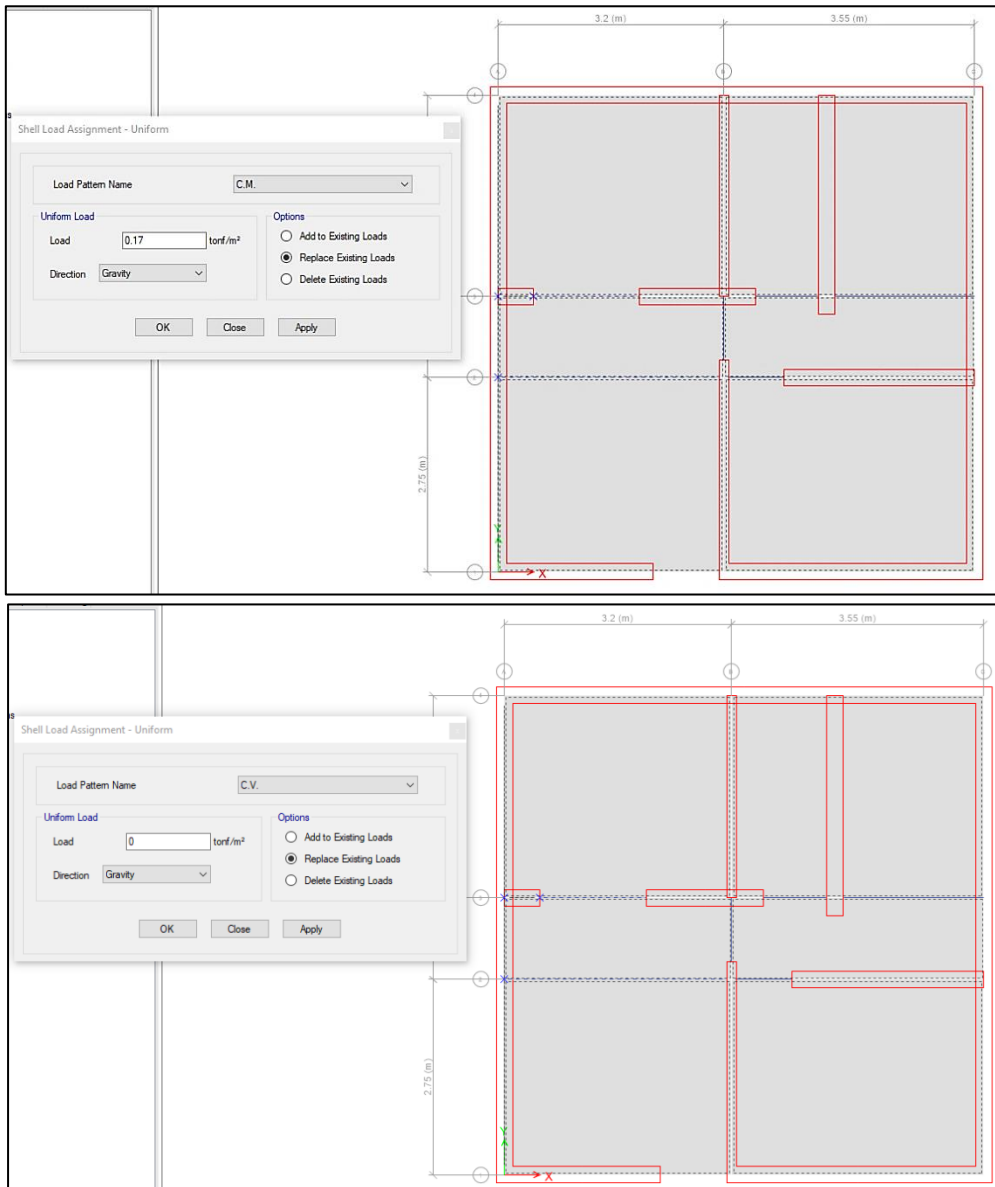 3.2 (m)
3.55 (m)
A
B
s
Shell Load Assignment - Uniform
Load Pattern Name
C.M.
Uniform Load
Options
Load
0.17
tonf/m²
Add to Existing Loads
Replace Existing Loads
Direction
Gravity
Delete Existing Loads
OK
Close
Apply
2.75 (m)
Y
X
3.2 (m)
3.55 (m)
A
B
s
Shell Load Assignment - Uniform
Load Pattern Name
C.V.
Uniform Load
Options
Load
0
tonf/m²
Add to Existing Loads
Replace Existing Loads
Direction
Gravity
Delete Existing Loads
OK
Close
Apply
2.75 (m)
Y
X